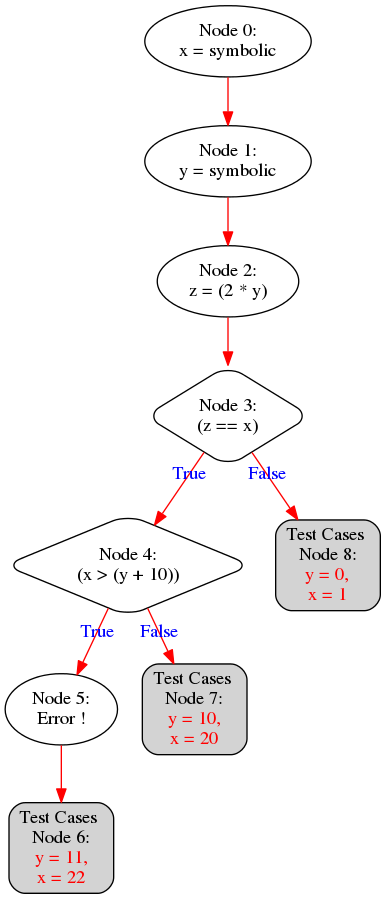 Node 0:
x = symbolic
Node 1:
y = symbolic
Node 2:
z = (2 * y)
Node 3:
(z == x)
True
False
Node 4:
(x > (y + 10))
Test Cases
Node 8:
y = 0,
x = 1
True
False
Node 5:
Error !
Test Cases
Node 7:
y = 10,
x = 20
Test Cases
Node 6:
y = 11,
x = 22